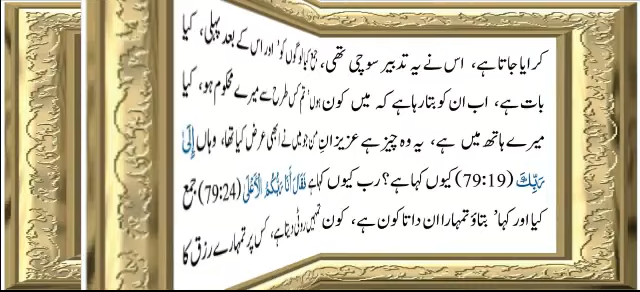 کرایا جاتا ہے، اس نے یہ تدبیر سوچی تھی، جمع کیا لوگوں کو، اور اس کے بعد پہلی، کیا
بات ہے، اب ان کو بتا رہا ہے کہ میں کون ہوں، تم کس طرح سے میرے محکوم ہو، کیا
میرے ہاتھ میں ہے، یہ وہ چیز ہے عزیزانِ من جو میں نے ابھی عرض کیا تھا، وہاں إِلَىٰ
رَبِّكَ (79:19) کیوں کہا ہے؟ رب کیوں کہا ہے فَقَالَ أَنَا رَبُّكُمُ الْأَعْلَىٰ (79:24) جمع
کیا اور کہا’ بتاؤ تمہارا ان داتا کون ہے، کون تمہیں روٹی دیتا ہے، کس پر تمہارے رزق کا